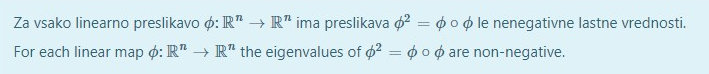 Za vsako linearno preslikavo ϕ: ℝⁿ → ℝⁿ ima preslikava ϕ² = ϕ ∘ ϕ le nenegativne lastne vrednosti.
For each linear map ϕ: ℝⁿ → ℝⁿ the eigenvalues of ϕ² = ϕ ∘ ϕ are non-negative.